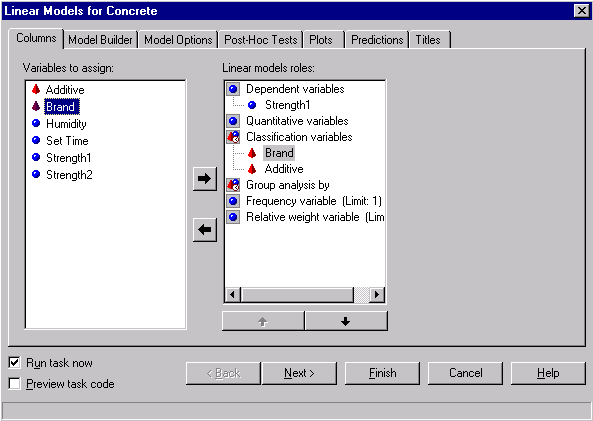 Linear Models for Concrete
Columns
Model Builder
Model Options
Post-Hoc Tests
Plots
Predictions
Titles
Variables to assign:
Additive
Brand
Humidity
Set Time
Strength1
Strength2
Linear models roles:
Dependent variables
Strength1
Quantitative variables
Classification variables
Brand
Additive
Group analysis by
Frequency variable (Limit: 1)
Relative weight variable (Lim
Run task now
Preview task code
< Back
Next >
Finish
Cancel
Help